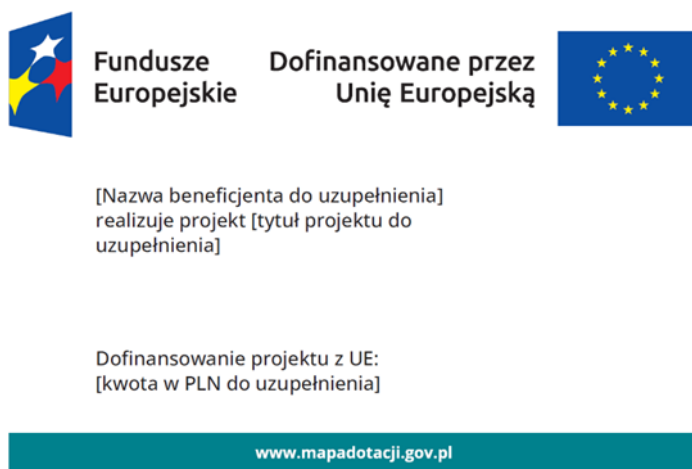 Fundusze
Europejskie
Dofinansowane przez
Unię Europejską
[Nazwa beneficjenta do uzupełnienia]
realizuje projekt [tytuł projektu do
uzupełnienia]
Dofinansowanie projektu z UE:
[kwota w PLN do uzupełnienia]
www.mapadotacji.gov.pl